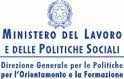 MINISTERO DEL LAVORO
E DELLE POLITICHE SOCIALI
Direzione Generale per le Politiche
per l'Orientamento e la Formazione